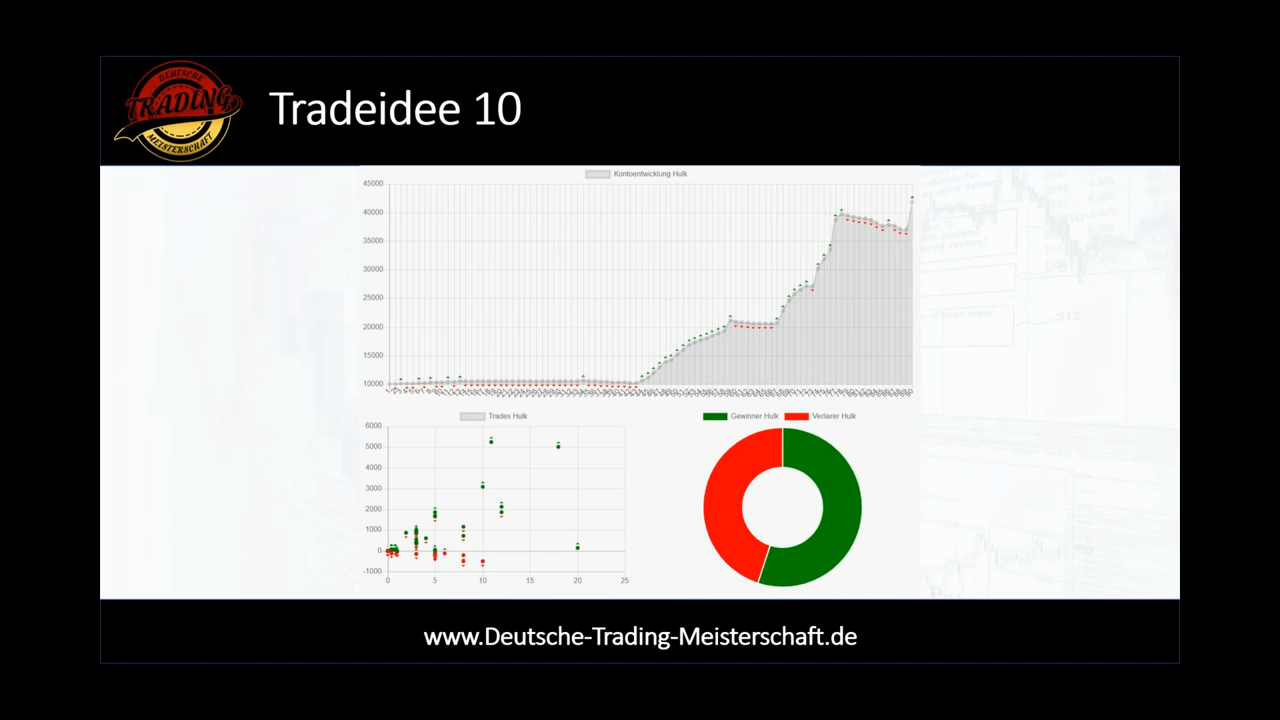 DEUTSCHE
TRADING
MEISTERSCHAFT
Tradeidee 10
Kontoentwicklung Hulk
45000
40000
35000
30000
25000
20000
15000
10000
Trades Hulk
6000
5000
4000
3000
2000
1000
0
-1000
0 5 10 15 20 25
Gewinner Hulk Verlierer Hulk
www.Deutsche-Trading-Meisterschaft.de